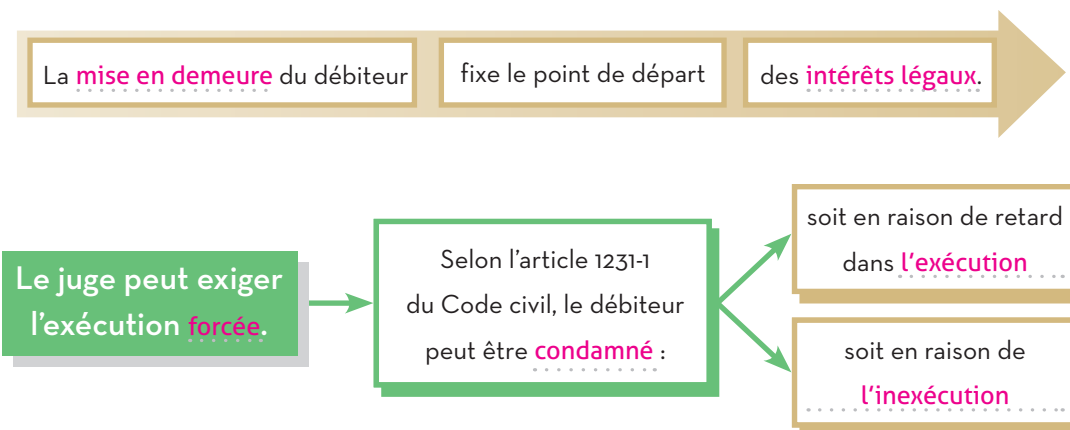 La mise en demeure du débiteur
fixe le point de départ
des intérêts légaux.
Le juge peut exiger
l'exécution forcée.
Selon l'article 1231-1
du Code civil, le débiteur
peut être condamné :
soit en raison de retard
dans l'exécution
soit en raison de
l'inexécution